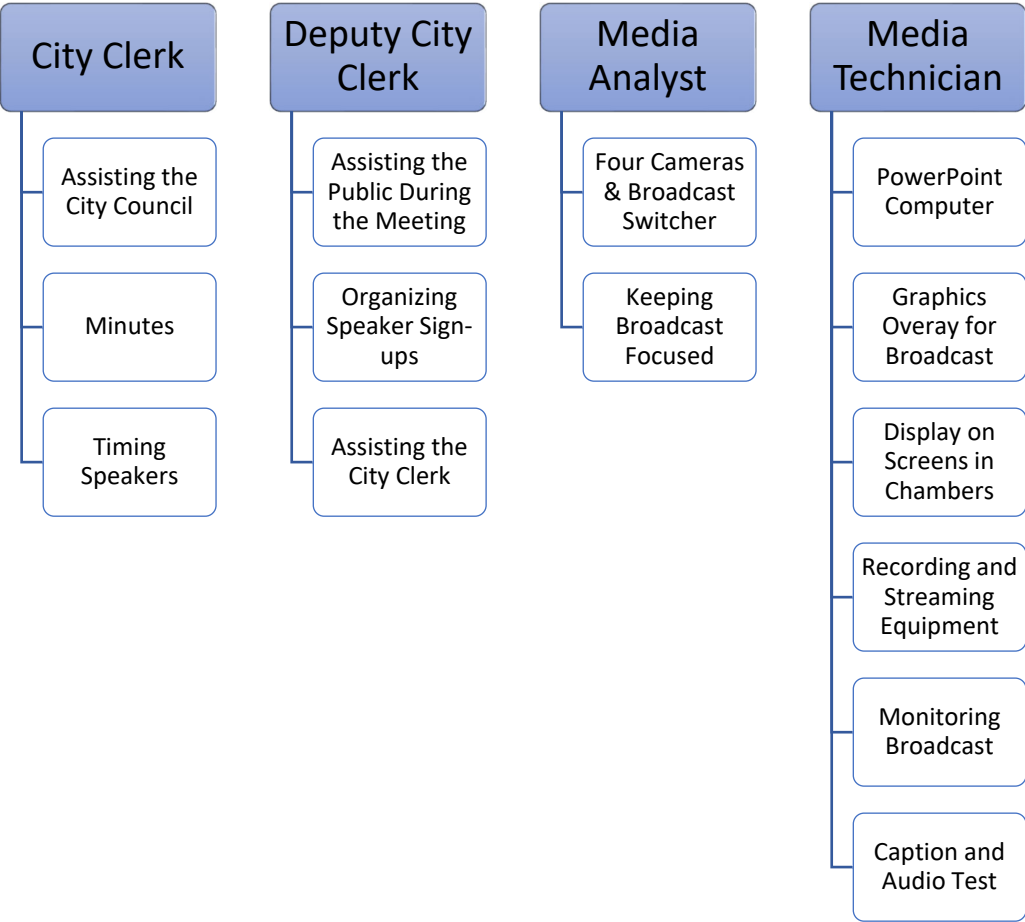 City Clerk
Assisting the
City Council
Minutes
Timing
Speakers
Deputy City
Clerk
Assisting the
Public During
the Meeting
Organizing
Speaker Sign-
ups
Assisting the
City Clerk
Media
Analyst
Four Cameras
& Broadcast
Switcher
Keeping
Broadcast
Focused
Media
Technician
PowerPoint
Computer
Graphics
Overay for
Broadcast
Display on
Screens in
Chambers
Recording and
Streaming
Equipment
Monitoring
Broadcast
Caption and
Audio Test